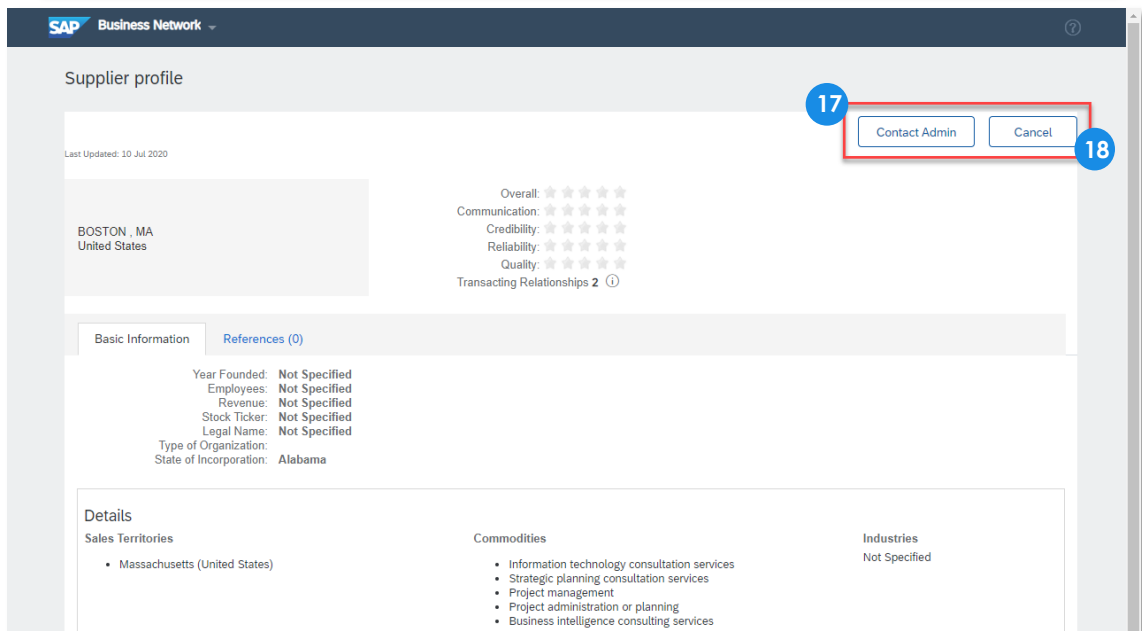 SAP Business Network
Supplier profile
17
Contact Admin Cancel
18
Last Updated: 10 Jul 2020
BOSTON , MA
United States
Overall:
Communication:
Credibility:
Reliability:
Quality:
Transacting Relationships 2
Basic Information References (0)
Year Founded: Not Specified
Employees: Not Specified
Revenue: Not Specified
Stock Ticker: Not Specified
Legal Name: Not Specified
Type of Organization:
State of Incorporation: Alabama
Details
Sales Territories
• Massachusetts (United States)
Commodities
• Information technology consultation services
• Strategic planning consultation services
• Project management
• Project administration or planning
• Business intelligence consulting services
Industries
Not Specified